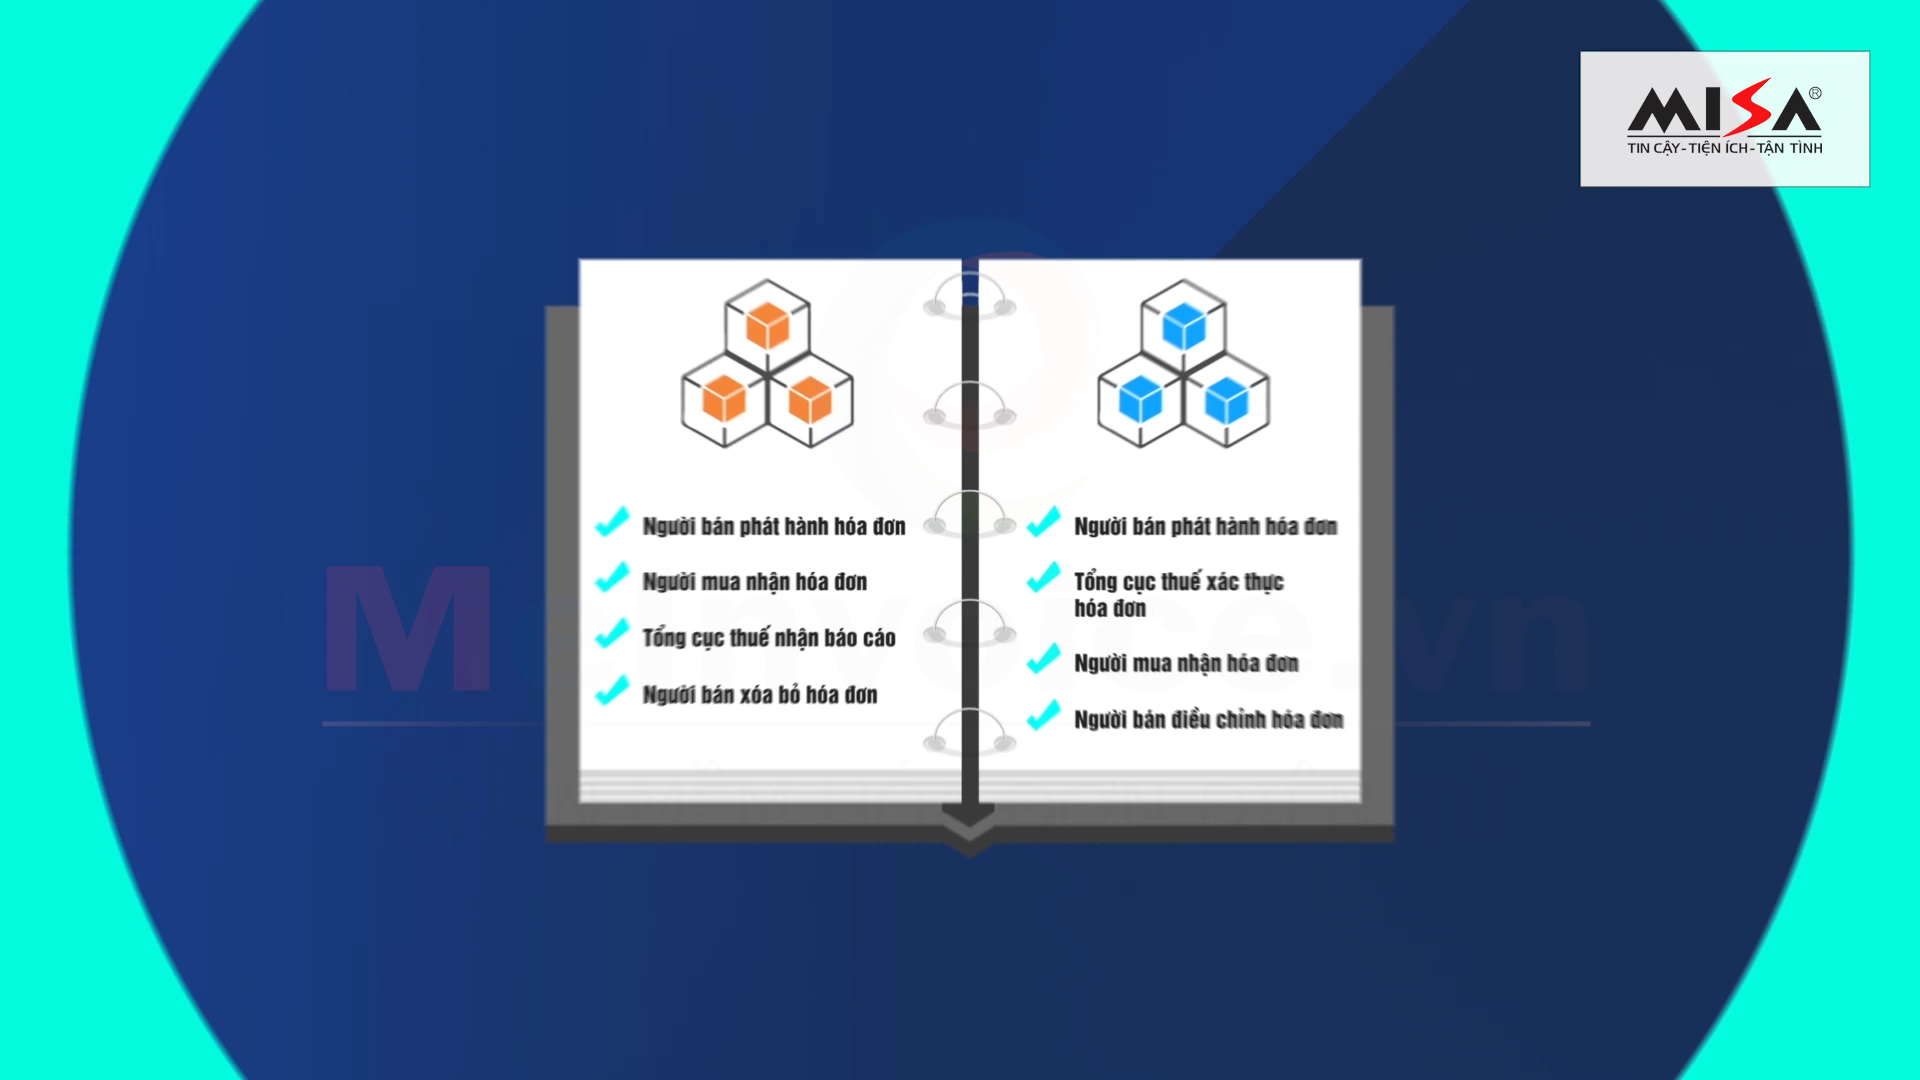 MISA®
TIN CẬY - TIỆN ÍCH - TẬN TÌNH
Người bán phát hành hóa đơn
Người mua nhận hóa đơn
Tổng cục thuế nhận báo cáo
Người bán xóa bỏ hóa đơn
Người bán phát hành hóa đơn
Tổng cục thuế xác thực
hóa đơn
Người mua nhận hóa đơn
Người bán điều chỉnh hóa đơn
MeInvoice.vn